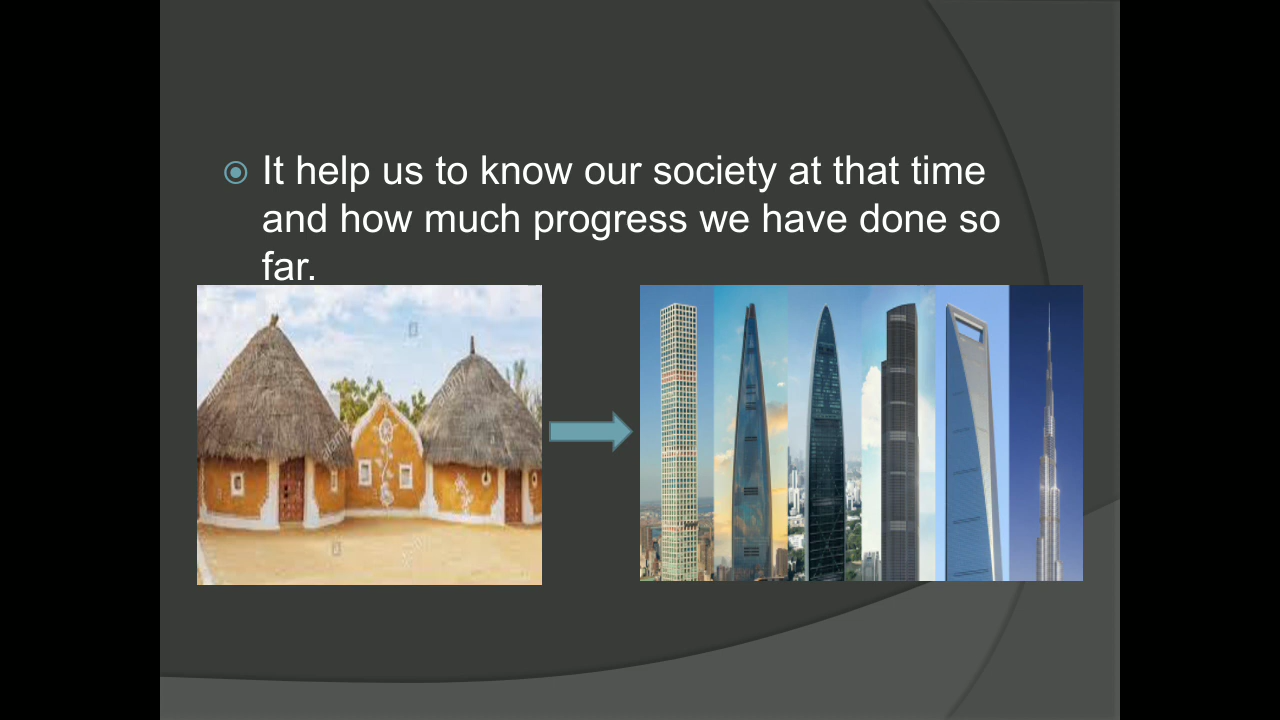 It help us to know our society at that time
and how much progress we have done so
far.